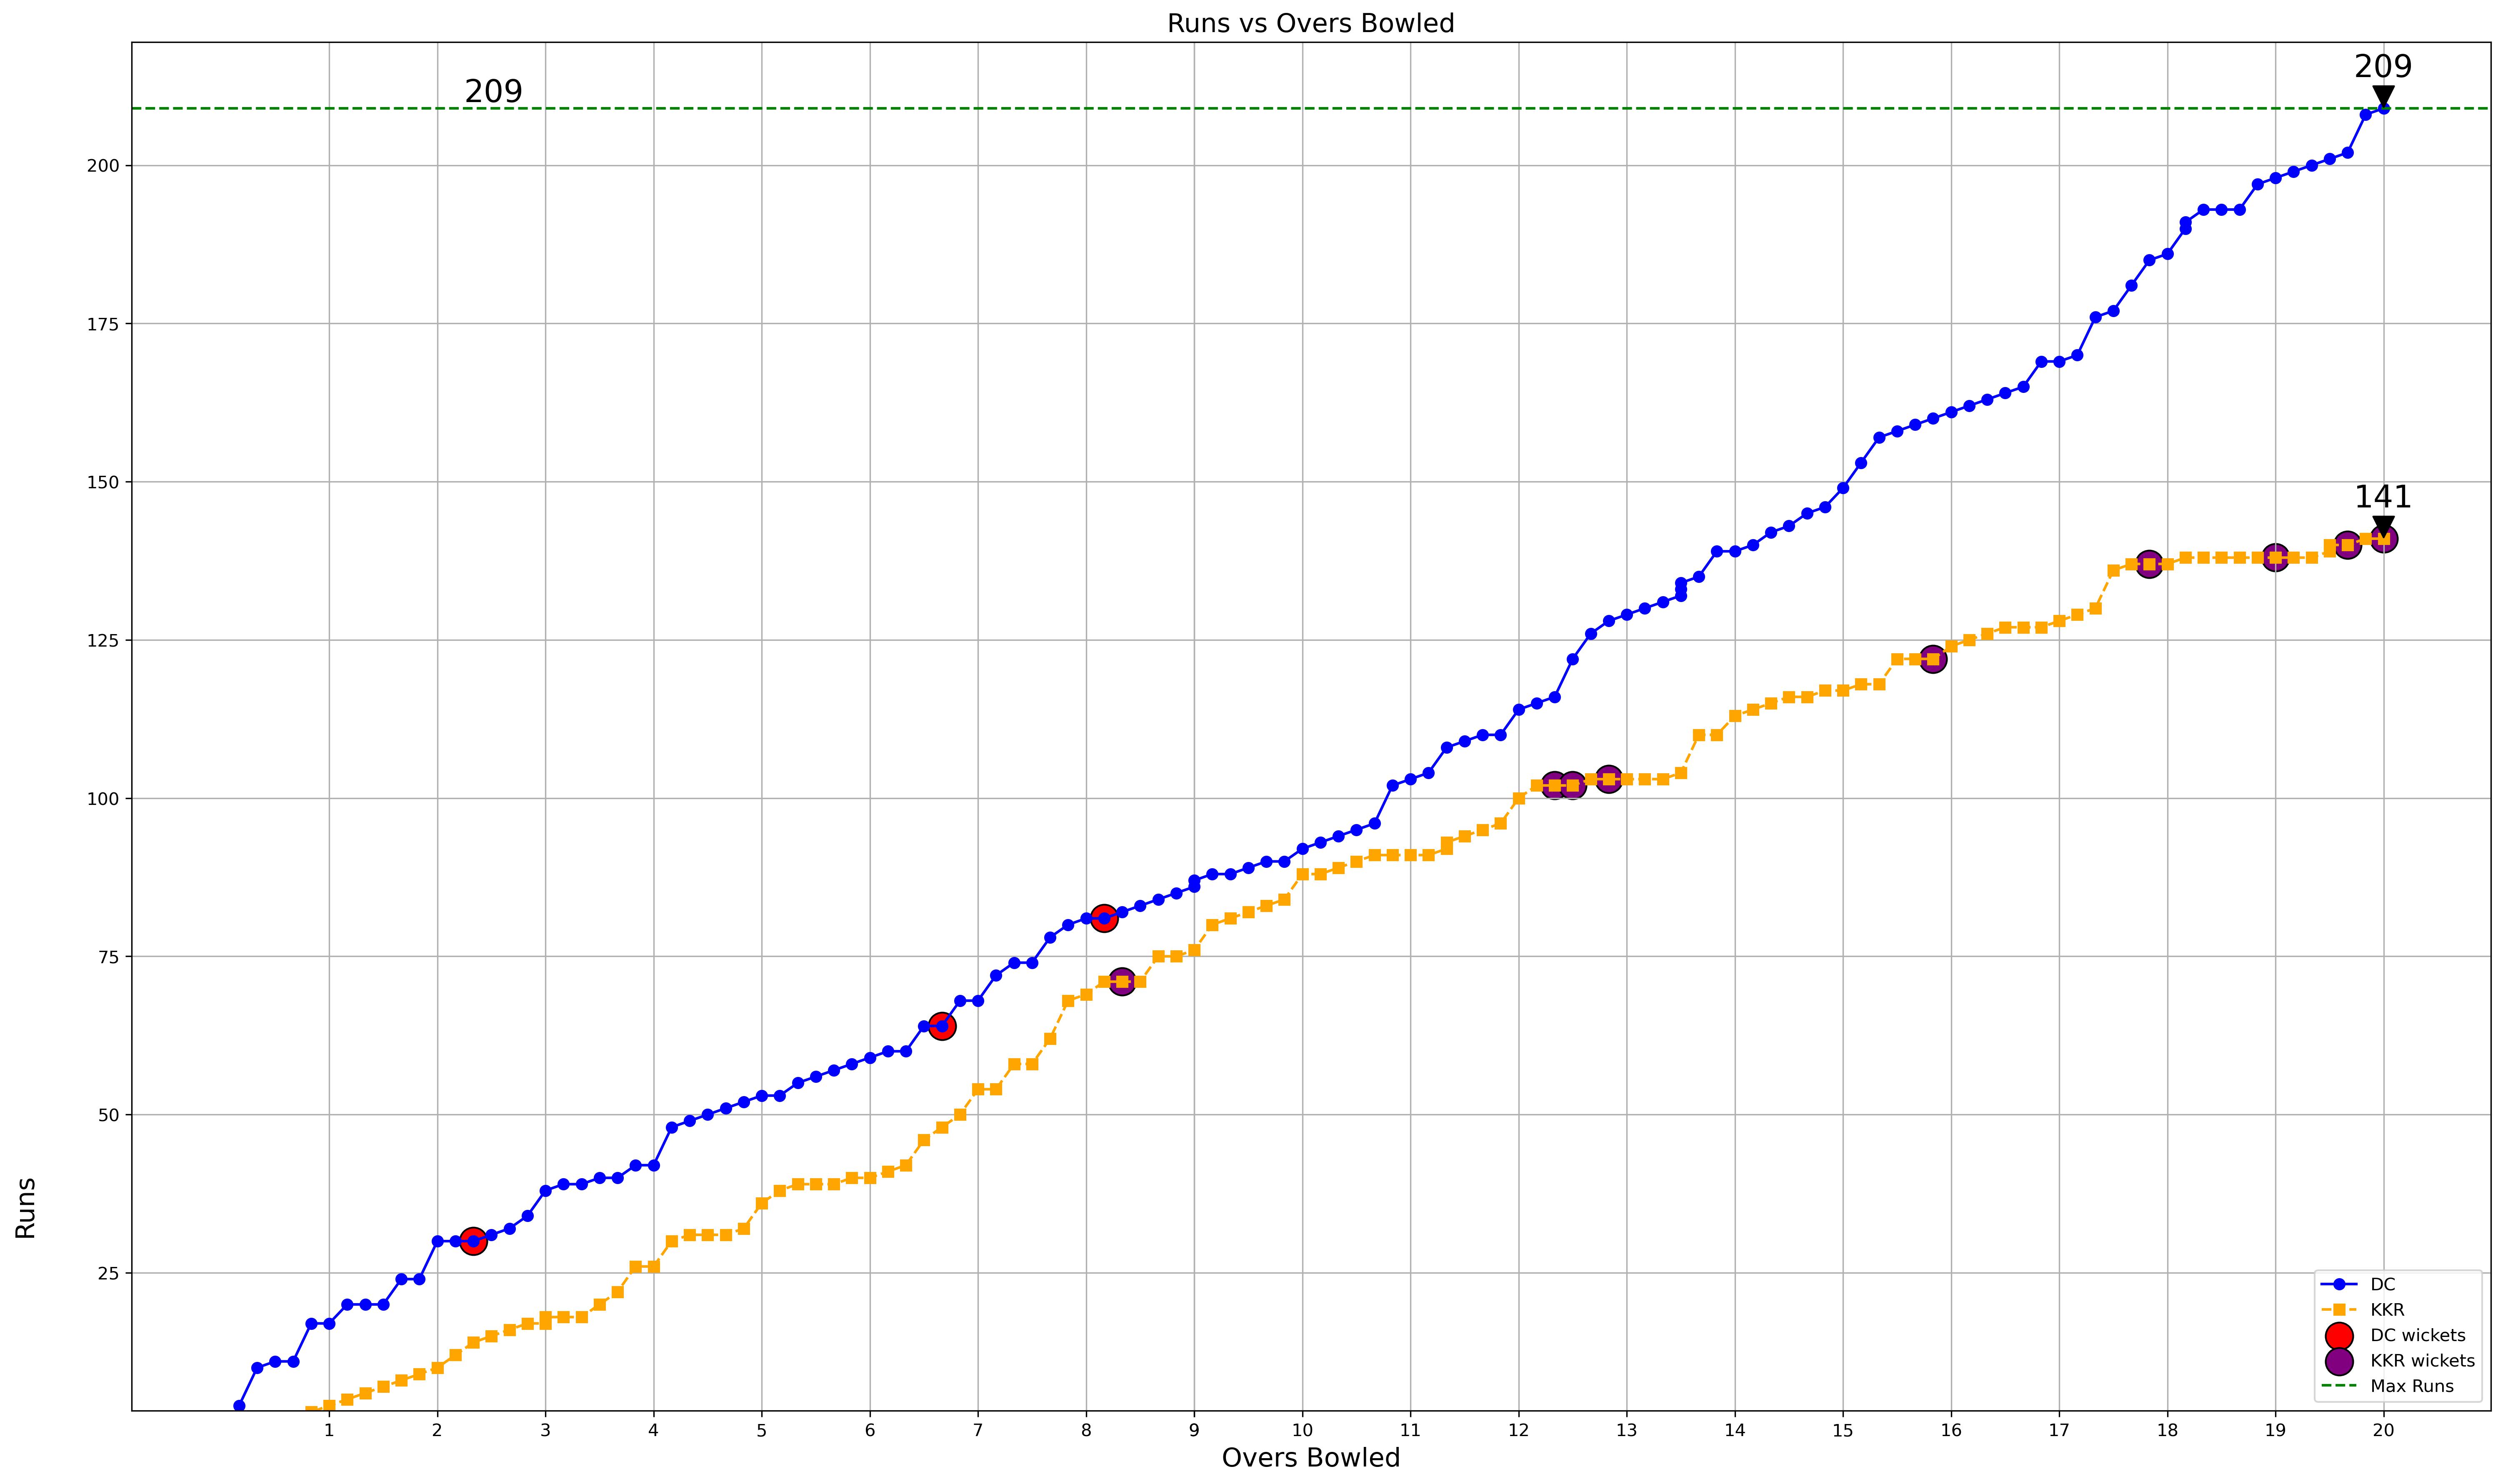 Runs vs Overs Bowled
209
209
200
175
150
141
125
100
75
50
25
Runs
1 2 3 4 5 6 7 8 9 10 11 12 13 14 15 16 17 18 19 20
Overs Bowled
DC
KKR
DC wickets
KKR wickets
Max Runs